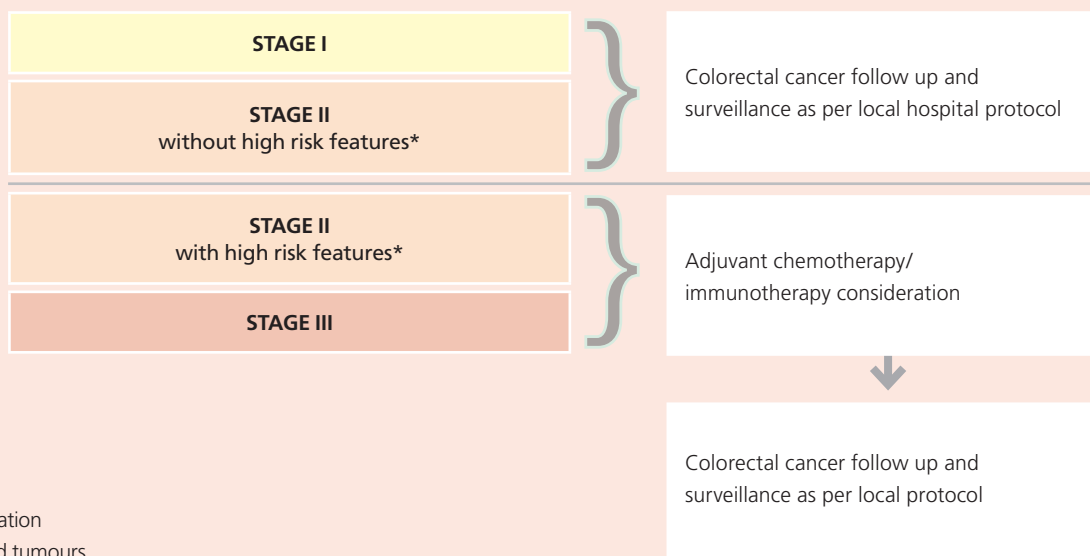 STAGE I
STAGE II
without high risk features*
Colorectal cancer follow up and
surveillance as per local hospital protocol
STAGE II
with high risk features*
STAGE III
Adjuvant chemotherapy/
immunotherapy consideration
Colorectal cancer follow up and
surveillance as per local protocol
tumours